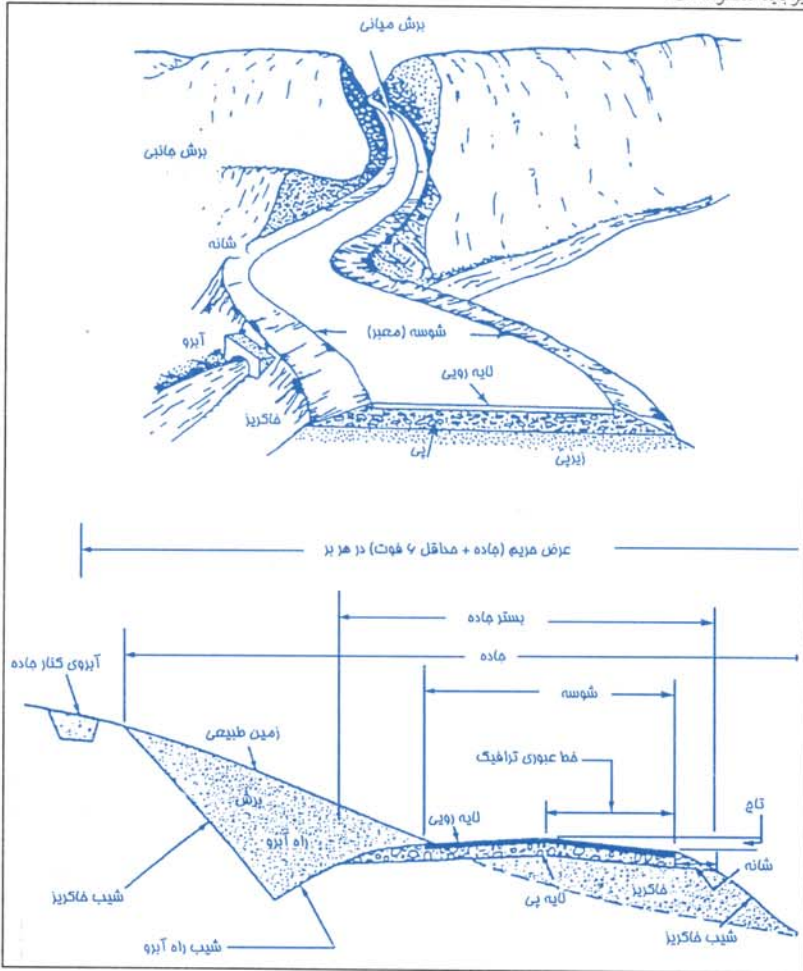 برش میانی
برش جانبی
شانه
آبرو
شوسه (معبر)
لایه رویی
خاکریز
پی
زیرپی
عرض حریم (جاده + حداقل ۶ فوت) در هر بر
بستر جاده
جاده
آبروی کنار جاده
شوسه
زمین طبیعی
خط عبوری ترافیک
تاج
برش
لایه رویی
راه آبرو
شانه
شیب خاکریز
لایه پی
خاکریز
شیب خاکریز
شیب راه آبرو